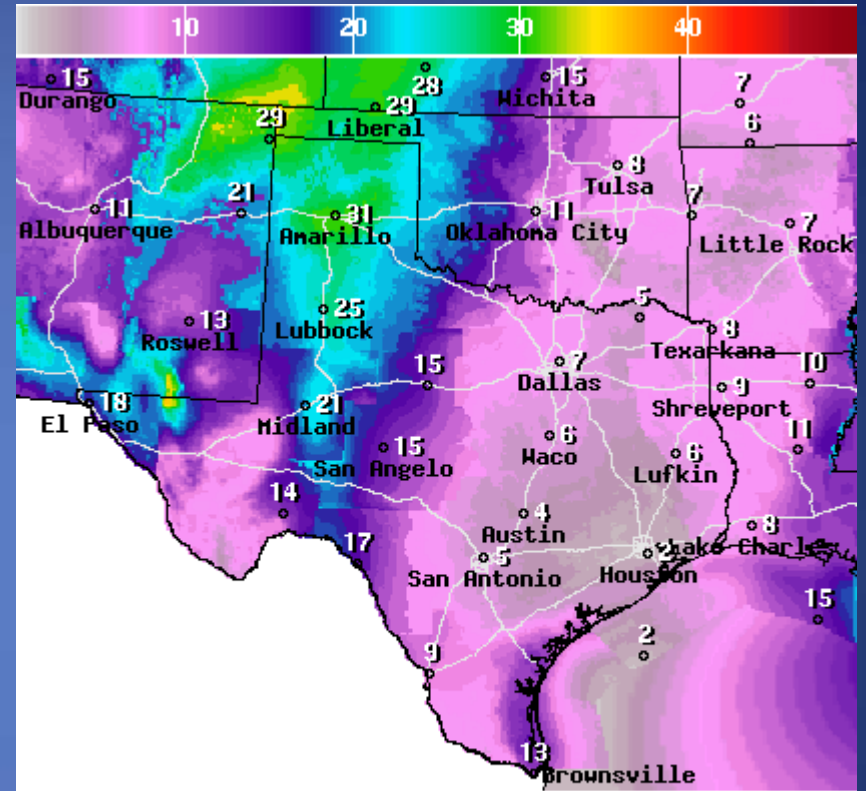 10 20 30 40
15
Durango
28
15
Wichita
7
29
Liberal
29
6
8
Tulsa
11
Albuquerque
21
31
Amarillo
11
Oklahoma City
7
7
Little Rock
13
Roswell
25
Lubbock
5
8
Texarkana
15
7
Dallas
10
9
Shreveport
18
El Paso
21
Midland
15
San Angelo
6
Waco
6
Lufkin
11
14
4
Austin
8
Lake Charles
17
5
San Antonio
2
Houston
15
2
9
13
Brownsville